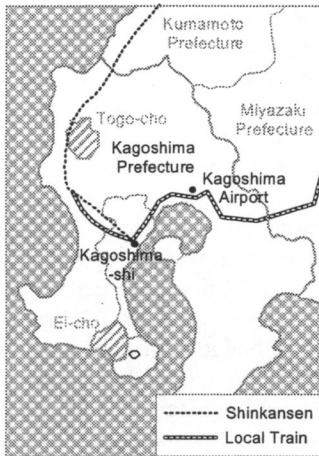 Kumamoto
Prefecture
Togo-cho
Miyazaki
Prefecture
Kagoshima
Prefecture
Kagoshima
Airport
Kagoshima
-shi
Ei-cho
Shinkansen
Local Train